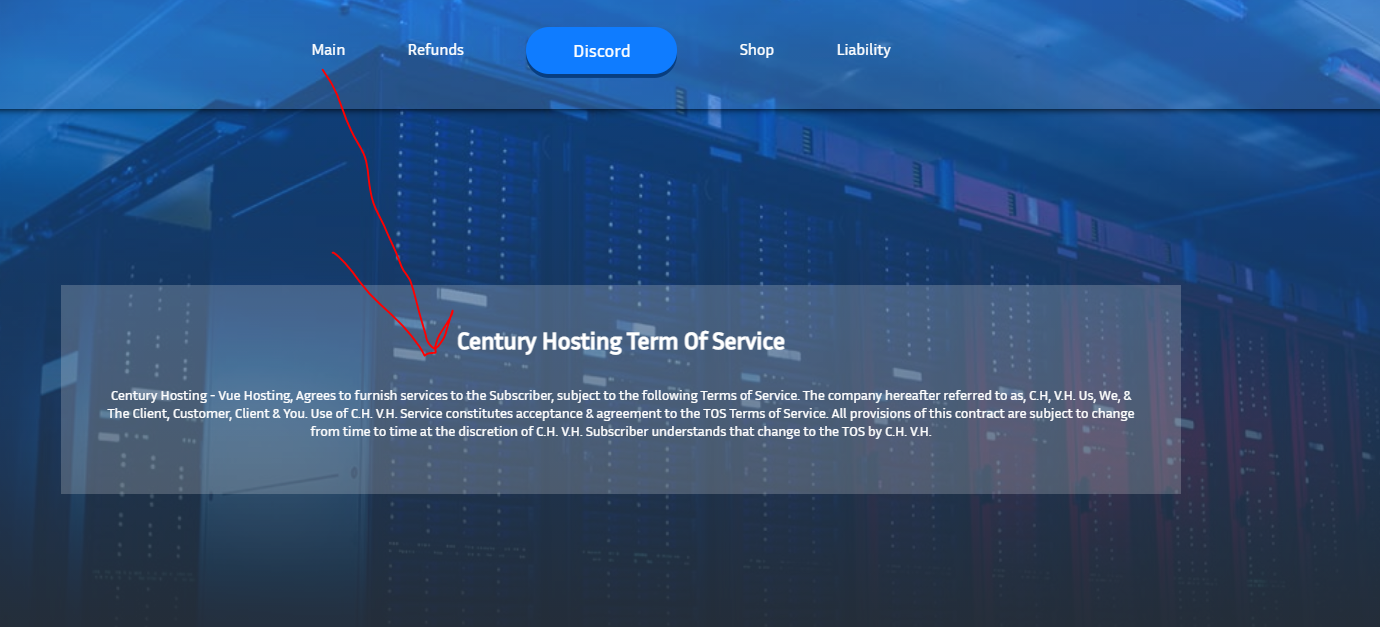 Main
Refunds
Discord
Shop
Liability
Century Hosting Term Of Service
Century Hosting - Vue Hosting, Agrees to furnish services to the Subscriber, subject to the following Terms of Service. The company hereafter referred to as, C.H, V.H. Us, We, &
The Client, Customer, Client & You. Use of C.H. V.H. Service constitutes acceptance & agreement to the TOS Terms of Service. All provisions of this contract are subject to change
from time to time at the discretion of C.H. V.H. Subscriber understands that change to the TOS by C.H. V.H.